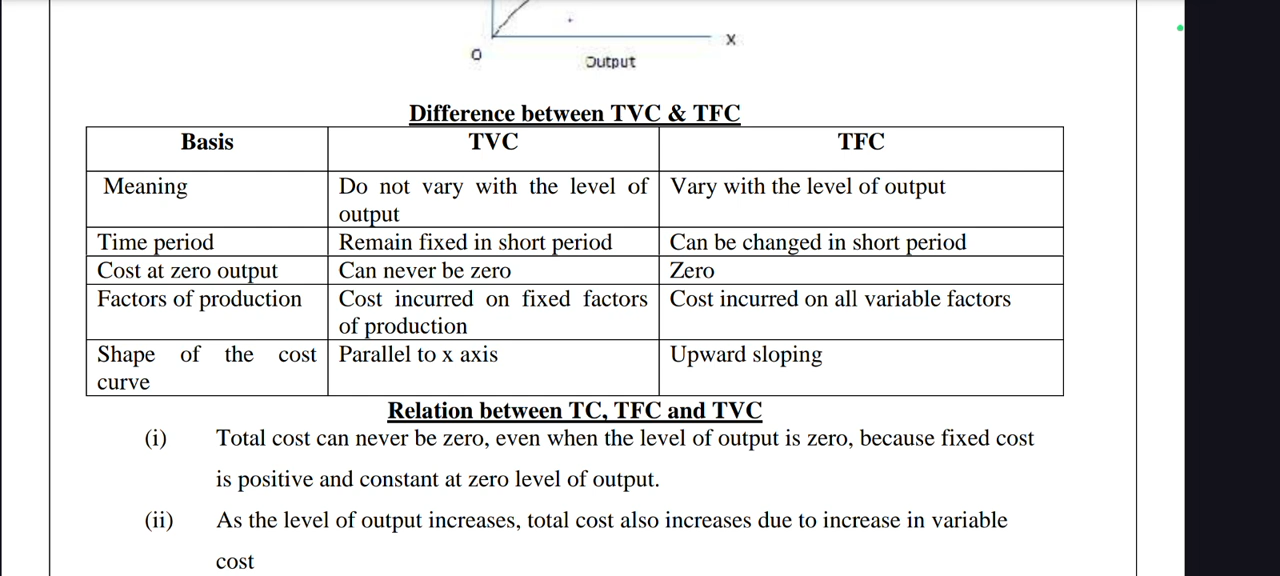 O
X
Output
Difference between TVC & TFC
Basis TVC TFC
Meaning Do not vary with the level of Vary with the level of output
output
Time period Remain fixed in short period Can be changed in short period
Cost at zero output Can never be zero Zero
Factors of production Cost incurred on fixed factors Cost incurred on all variable factors
of production
Shape of the cost Parallel to x axis Upward sloping
curve
Relation between TC, TFC and TVC
(i) Total cost can never be zero, even when the level of output is zero, because fixed cost
is positive and constant at zero level of output.
(ii) As the level of output increases, total cost also increases due to increase in variable
cost